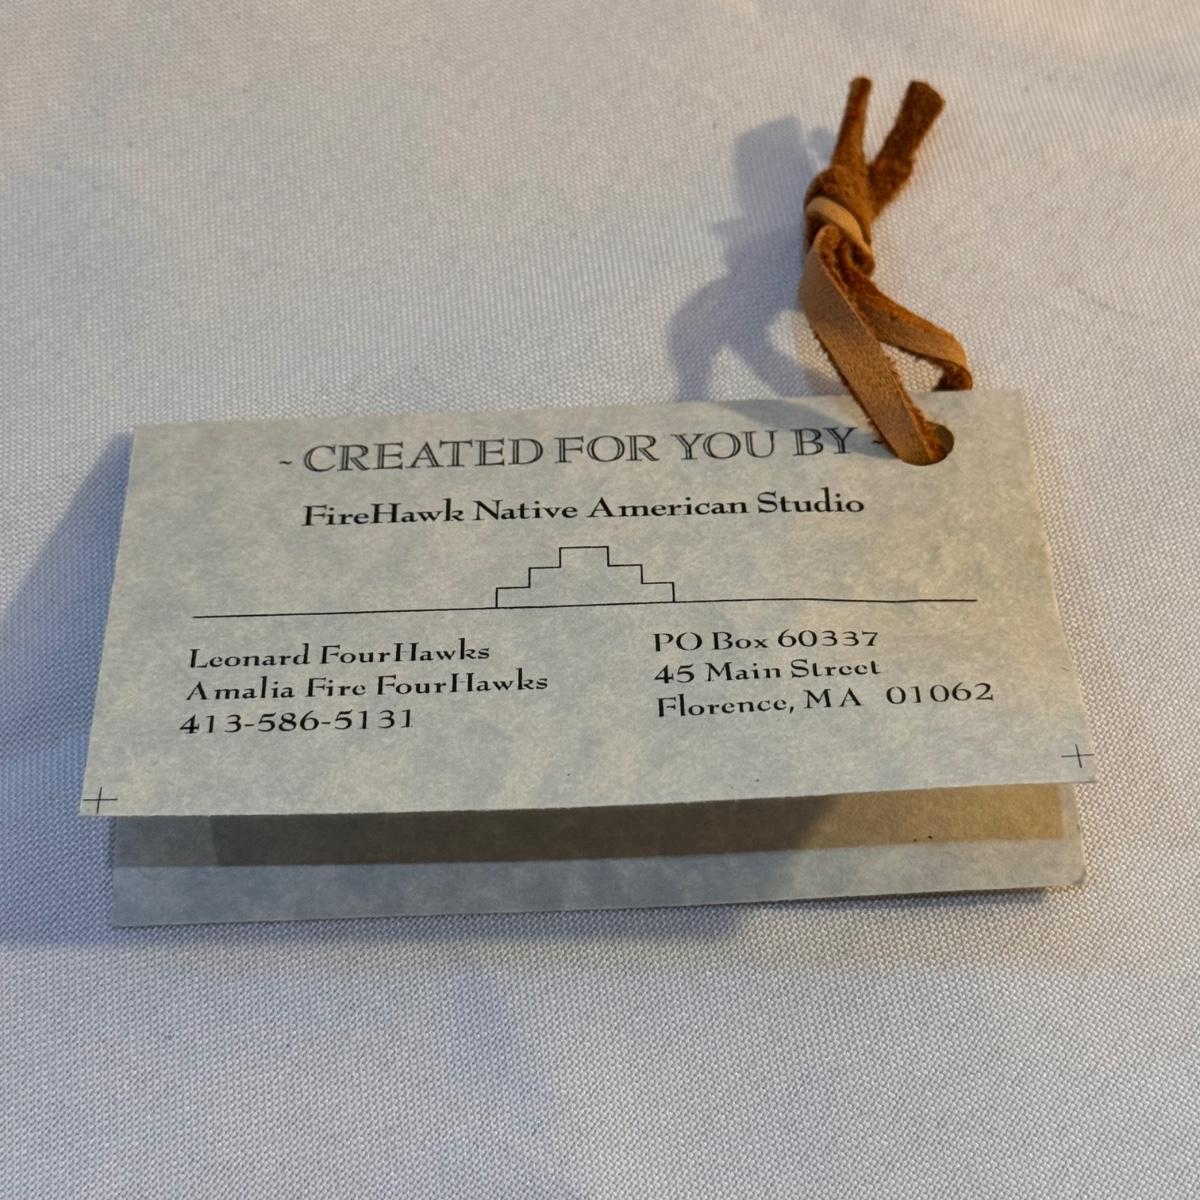 ~ CREATED FOR YOU BY ~
FireHawk Native American Studio
Leonard FourHawks
Amalia Fire FourHawks
413-586-5131
PO Box 60337
45 Main Street
Florence, MA 01062